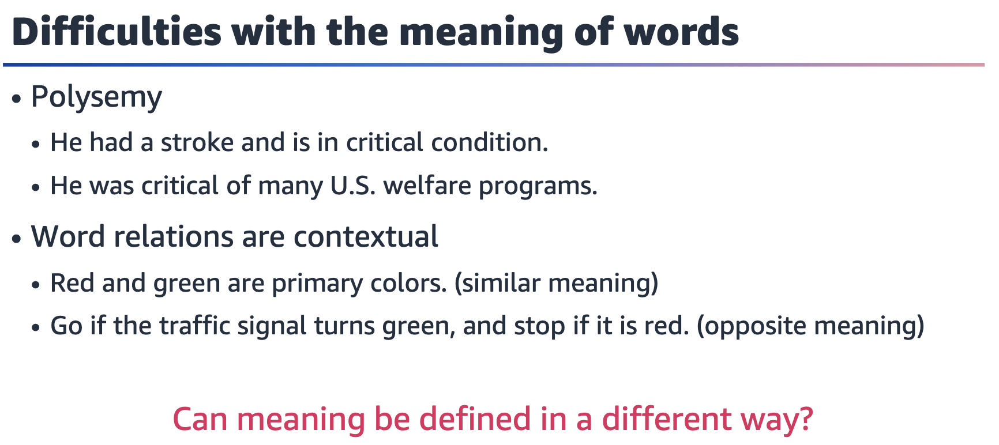 Difficulties with the meaning of words
• Polysemy
• He had a stroke and is in critical condition.
• He was critical of many U.S. welfare programs.
• Word relations are contextual
• Red and green are primary colors. (similar meaning)
• Go if the traffic signal turns green, and stop if it is red. (opposite meaning)
Can meaning be defined in a different way?